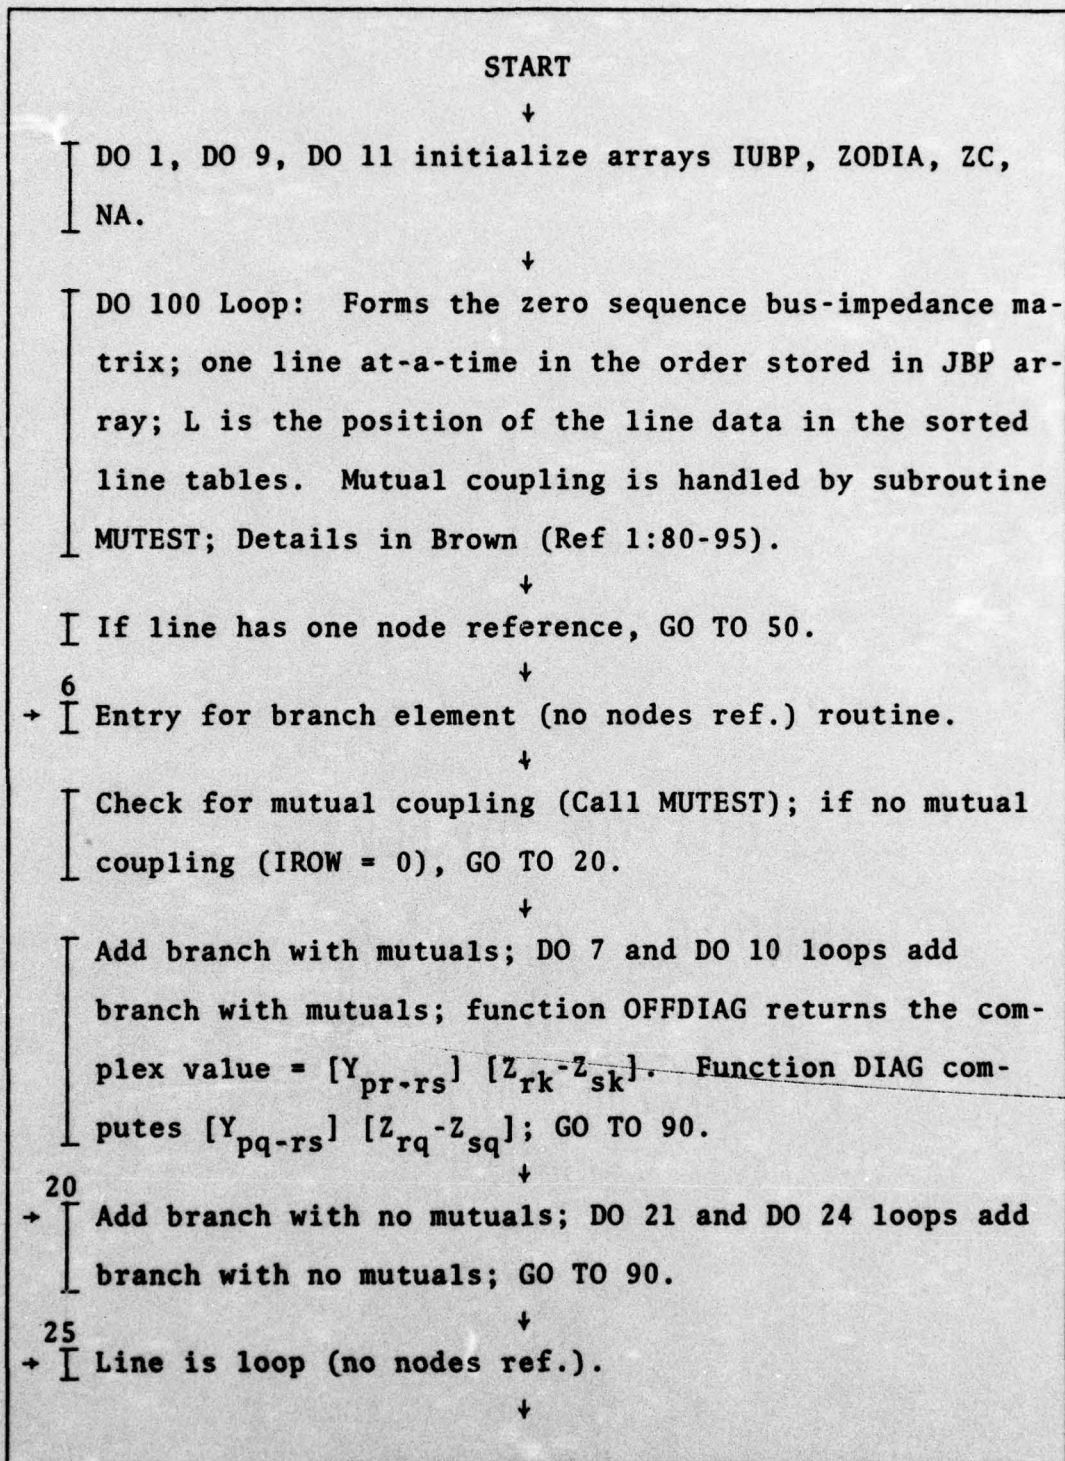 START
↓
DO 1, DO 9, DO 11 initialize arrays IUBP, ZODIA, ZC,
NA.
↓
DO 100 Loop: Forms the zero sequence bus-impedance ma-
trix; one line at-a-time in the order stored in JBP ar-
ray; L is the position of the line data in the sorted
line tables. Mutual coupling is handled by subroutine
MUTEST; Details in Brown (Ref 1:80-95).
↓
If line has one node reference, GO TO 50.
↓
6
→ Entry for branch element (no nodes ref.) routine.
↓
Check for mutual coupling (Call MUTEST); if no mutual
coupling (IROW = 0), GO TO 20.
↓
Add branch with mutuals; DO 7 and DO 10 loops add
branch with mutuals; function OFFDIAG returns the com-
plex value = [Y_pr-rs] [Z_rk-Z_sk]. Function DIAG com-
putes [Y_pq-rs] [Z_rq-Z_sq]; GO TO 90.
↓
20
→ Add branch with no mutuals; DO 21 and DO 24 loops add
branch with no mutuals; GO TO 90.
↓
25
→ Line is loop (no nodes ref.).
↓